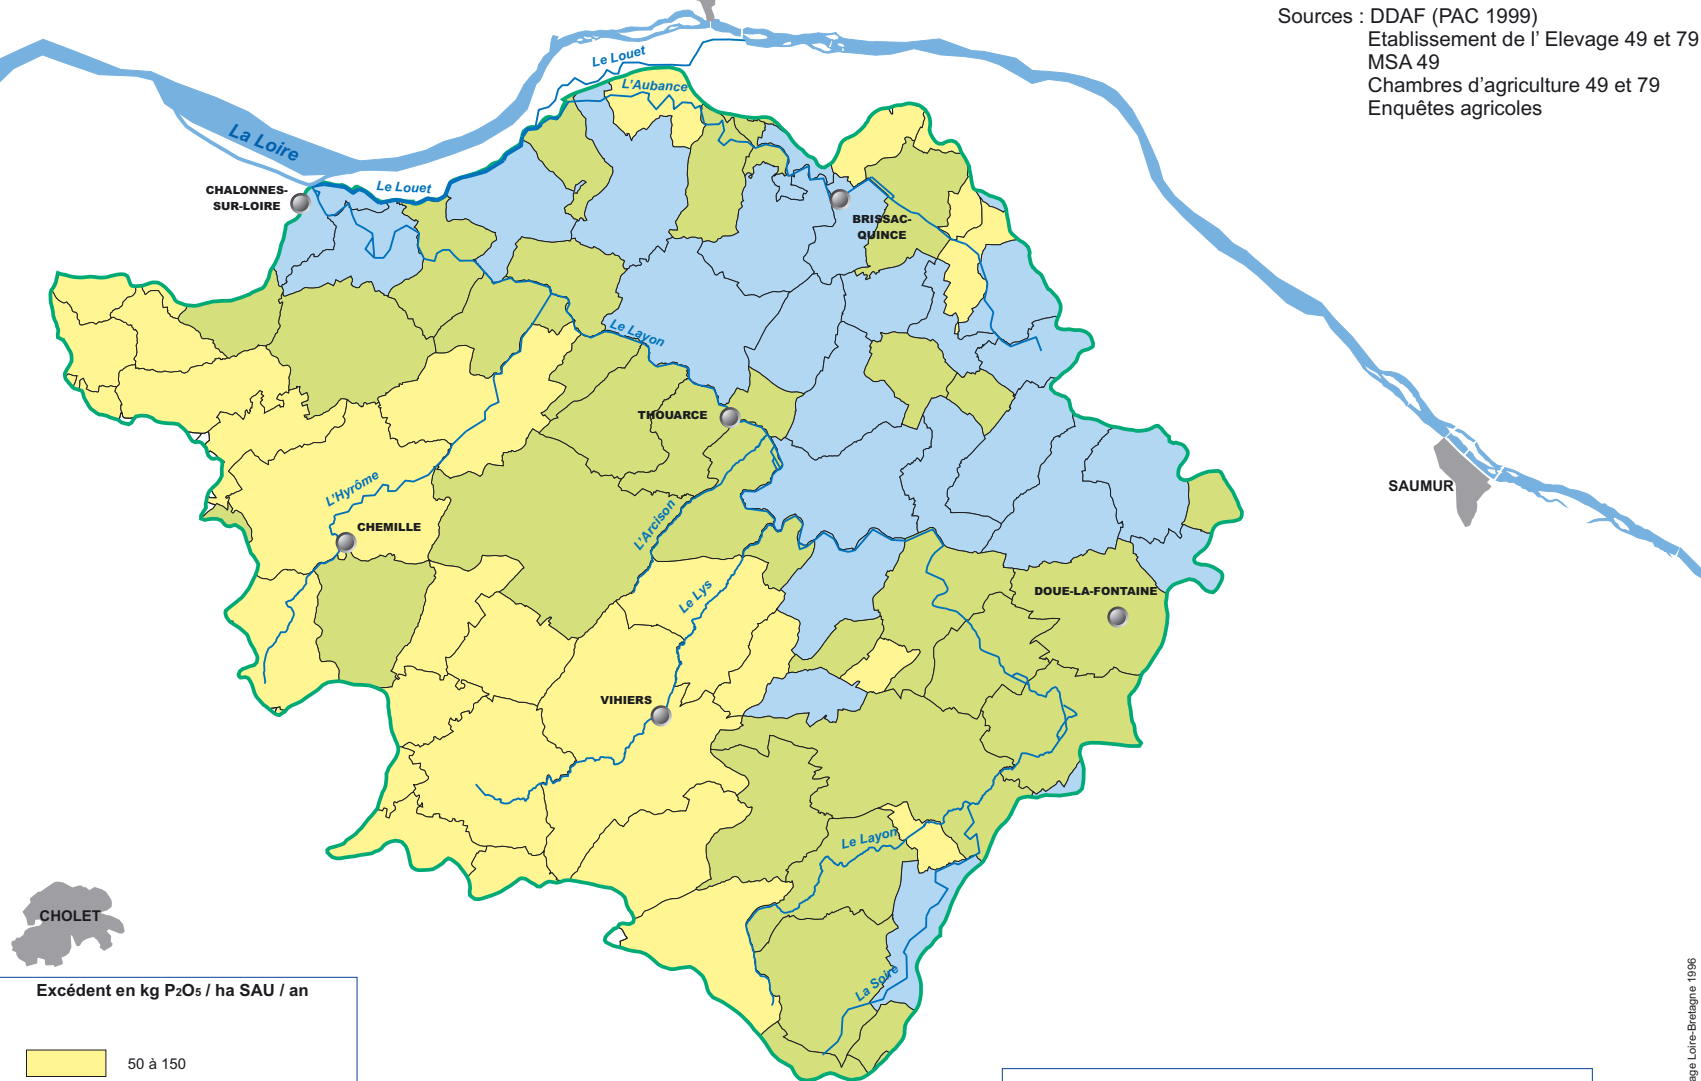 Sources : DDAF (PAC 1999)
Etablissement de l' Elevage 49 et 79
MSA 49
Chambres d'agriculture 49 et 79
Enquêtes agricoles
Le Louet
L'Aubance
La Loire
CHALONNES-
SUR-LOIRE
Le Louet
BRISSAC-
QUINCE
Le Layon
THOUARCE
SAUMUR
L'Hyrôme
CHEMILLE
L'Arcison
Le Lys
DOUE-LA-FONTAINE
VIHIERS
Le Layon
CHOLET
La Soire
Excédent en kg P2O5 / ha SAU / an
50 à 150
Loire-Bretagne 1996